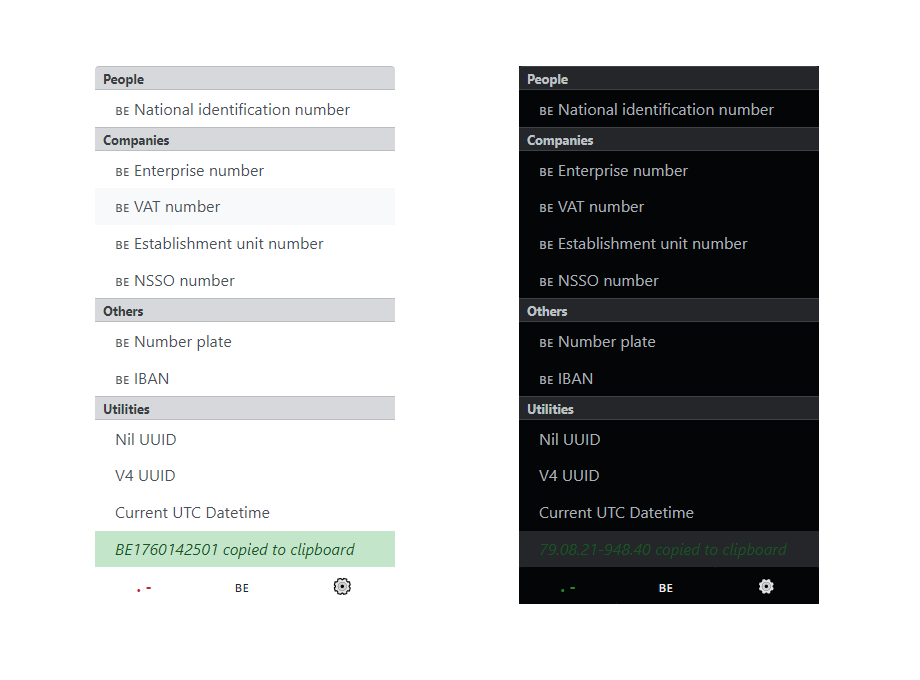 People
BE National identification number
Companies
BE Enterprise number
BE VAT number
BE Establishment unit number
BE NSSO number
Others
BE Number plate
BE IBAN
Utilities
Nil UUID
V4 UUID
Current UTC Datetime
BE1760142501 copied to clipboard
. - BE
People
BE National identification number
Companies
BE Enterprise number
BE VAT number
BE Establishment unit number
BE NSSO number
Others
BE Number plate
BE IBAN
Utilities
Nil UUID
V4 UUID
Current UTC Datetime
79.08.21-948.40 copied to clipboard
. - BE